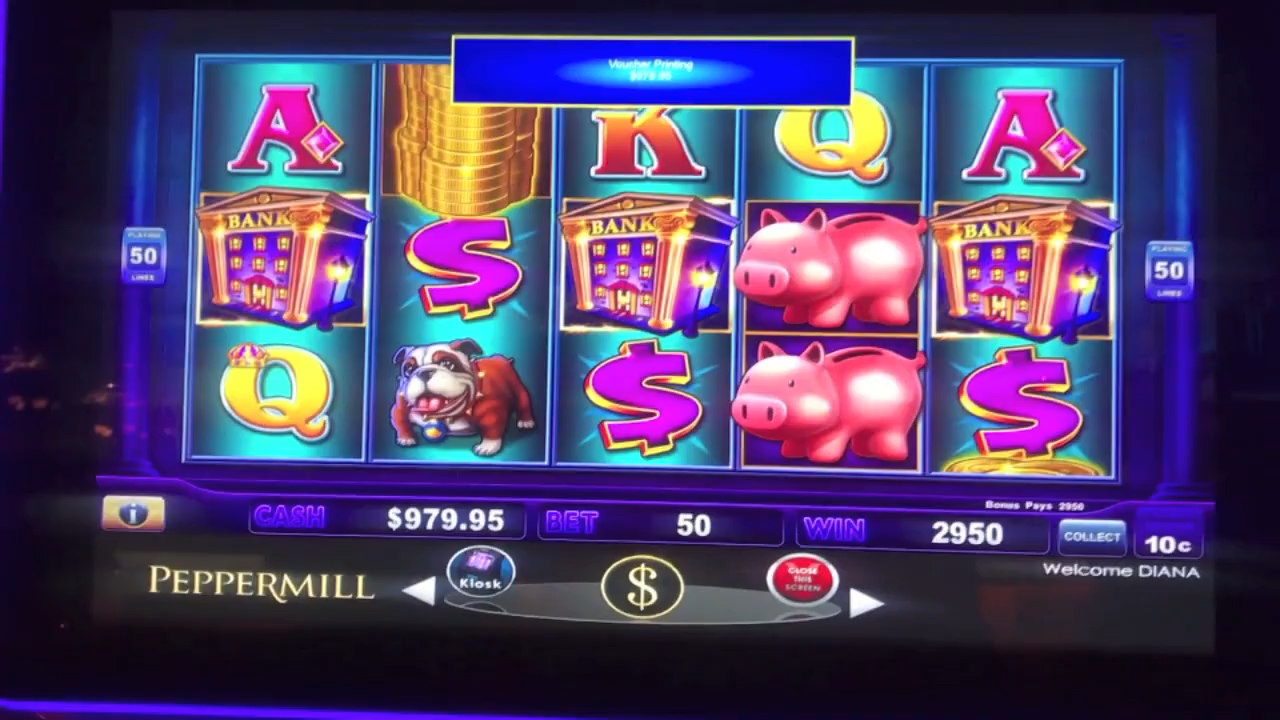 Voucher Printing
A
K
Q
A
BANK
BANK
BANK
PLAYING
50
LINES
PLAYING
50
LINES
$
Q
$
$
Bonus Pays 2950
CASH $979.95 BET 50 WIN 2950 COLLECT 10¢
Welcome DIANA
PEPPERMILL
Kiosk
$
CLOSE
THIS
SCREEN